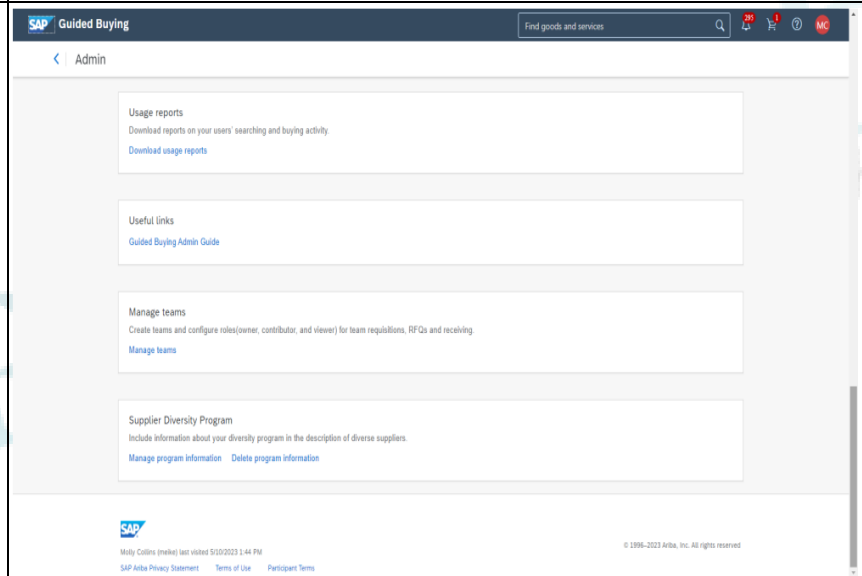 SAP Guided Buying
Find goods and services
295
1
MC
Admin
Usage reports
Download reports on your users' searching and buying activity.
Download usage reports
Useful links
Guided Buying Admin Guide
Manage teams
Create teams and configure roles(owner, contributor, and viewer) for team requisitions, RFQs and receiving.
Manage teams
Supplier Diversity Program
Include information about your diversity program in the description of diverse suppliers.
Manage program information Delete program information
SAP
Molly Collins (meike) last visited 5/10/2023 1:44 PM
© 1996–2023 Ariba, Inc. All rights reserved
SAP Ariba Privacy Statement Terms of Use Participant Terms